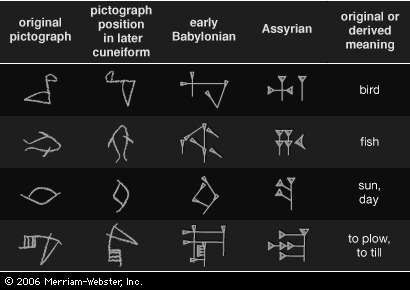 original pictograph
pictograph position in later cuneiform
early Babylonian
Assyrian
original or derived meaning
bird
fish
sun, day
to plow, to till
© 2006 Merriam-Webster, Inc.